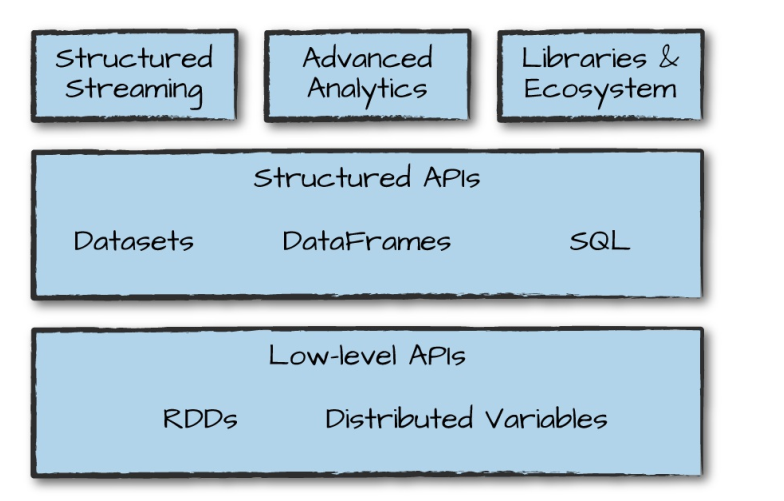 Structured
Streaming
Advanced
Analytics
Libraries &
Ecosystem
Structured APIs
Datasets DataFrames SQL
Low-level APIs
RDDs Distributed Variables